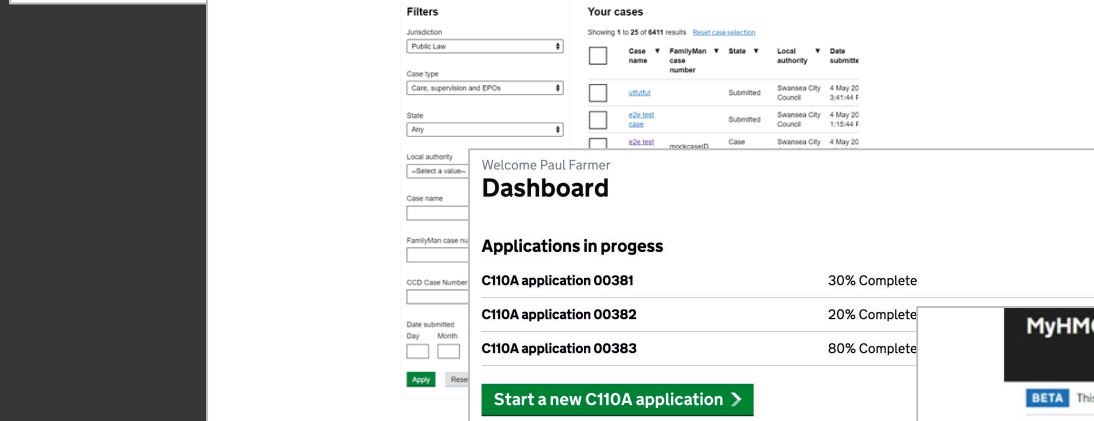 Filters
Jurisdiction
Public Law
Case type
Care, supervision and EPOs
State
Any
Local authority
--Select a value--
Case name
FamilyMan case nu
CCD Case Number
Date submitted
Day Month
Apply Rese
Your cases
Showing 1 to 25 of 6411 results Reset case selection
Case name ▼ FamilyMan case number ▼ State ▼ Local authority ▼ Date submitte
utfutfut Submitted Swansea City Council 4 May 20 3:41:44 F
e2e test case Submitted Swansea City Council 4 May 20 1:15:44 F
e2e test mockcaseID Case Swansea City 4 May 20
Welcome Paul Farmer
Dashboard
Applications in progess
C110A application 00381 30% Complete
C110A application 00382 20% Complete
C110A application 00383 80% Complete
Start a new C110A application
MyHMC
BETA This